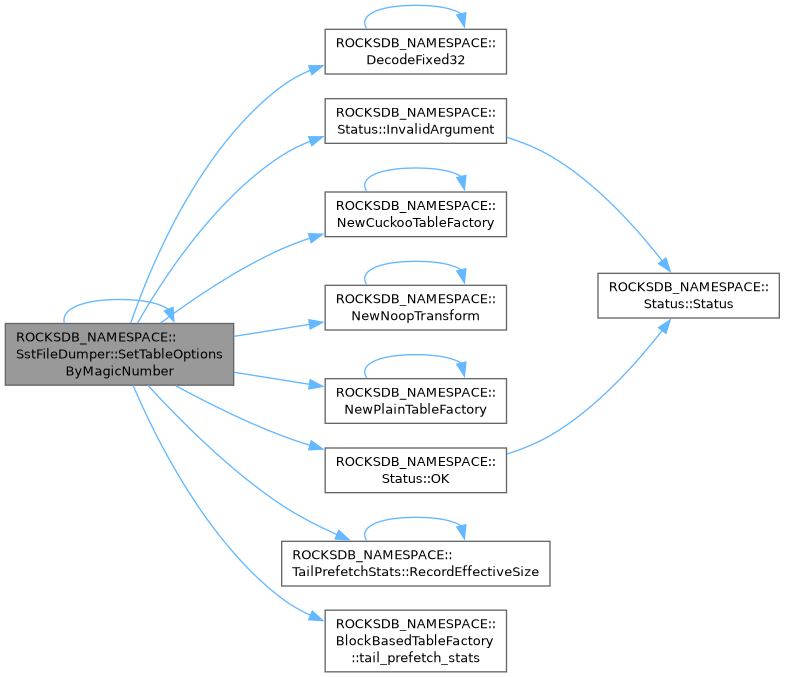 ROCKSDB_NAMESPACE::
SstFileDumper::SetTableOptions
ByMagicNumber
ROCKSDB_NAMESPACE::
DecodeFixed32
ROCKSDB_NAMESPACE::
Status::InvalidArgument
ROCKSDB_NAMESPACE::
NewCuckooTableFactory
ROCKSDB_NAMESPACE::
NewNoopTransform
ROCKSDB_NAMESPACE::
NewPlainTableFactory
ROCKSDB_NAMESPACE::
Status::OK
ROCKSDB_NAMESPACE::
TailPrefetchStats::RecordEffectiveSize
ROCKSDB_NAMESPACE::
BlockBasedTableFactory
::tail_prefetch_stats
ROCKSDB_NAMESPACE::
Status::Status